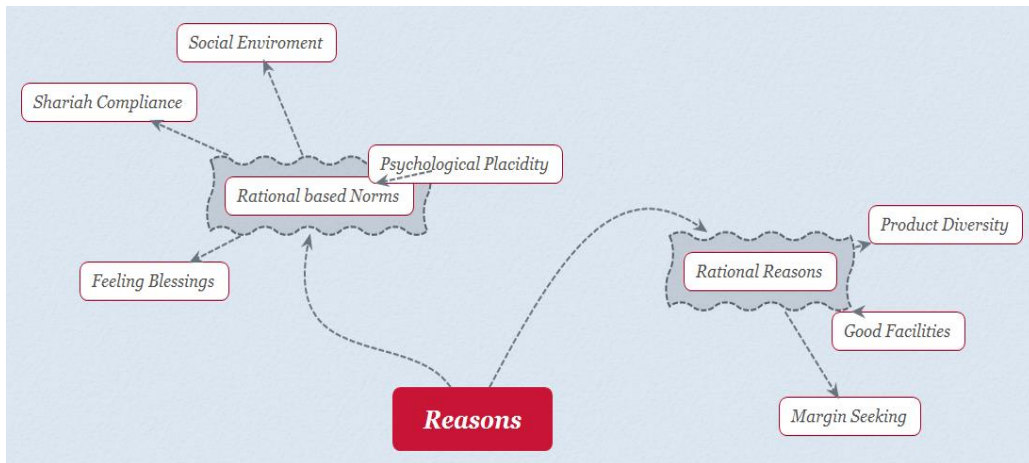 Social Enviroment
Shariah Compliance
Psychological Placidity
Rational based Norms
Feeling Blessings
Product Diversity
Rational Reasons
Good Facilities
Margin Seeking
Reasons